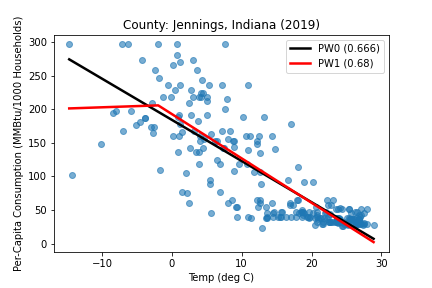 County: Jennings, Indiana (2019)
PW0 (0.666)
PW1 (0.68)
Per-Capita Consumption (MMBtu/1000 Households)
300
250
200
150
100
50
0
−10 0 10 20 30
Temp (deg C)